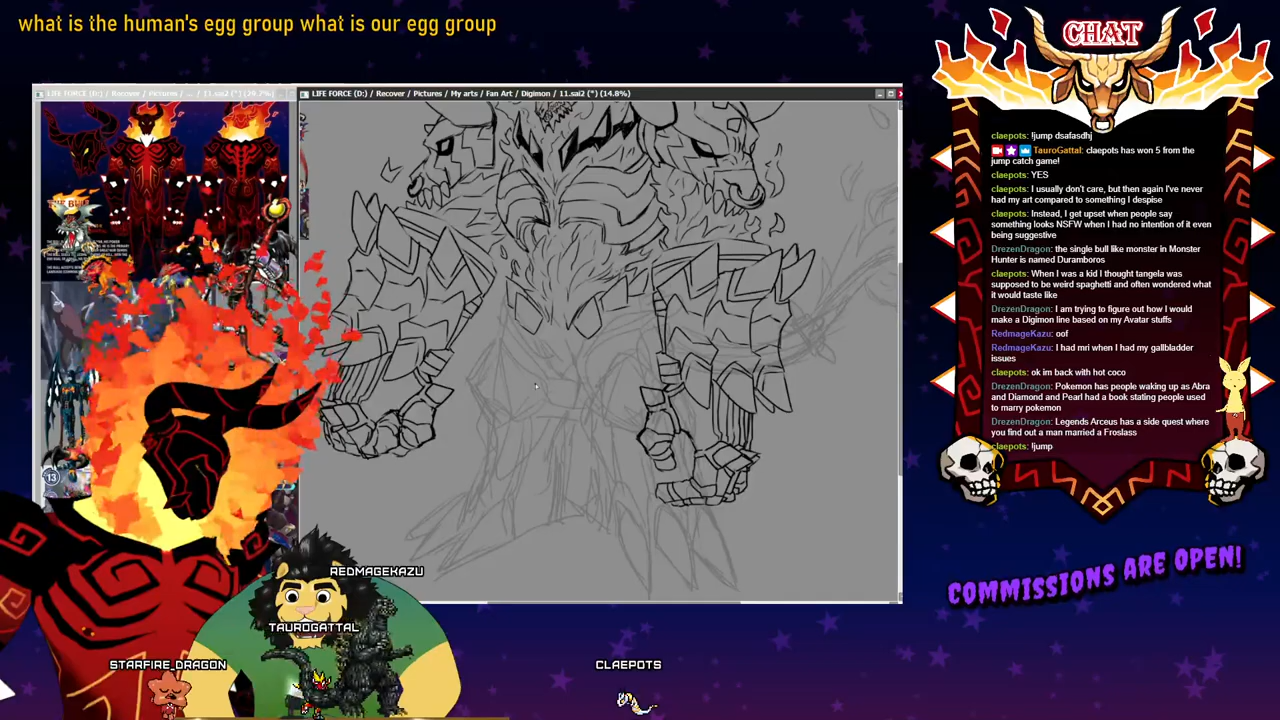 what is the human's egg group what is our egg group
LIFE FORCE (D:) / Recover / Pictures / My arts / Fan Art / Digimon / 11.sai2 (*) (14.8%)
CHAT
claepots: !jump dsafasdhj
TauroGattal: claepots has won 5 from the
jump catch game!
claepots: YES
claepots: I usually don't care, but then again I've never
had my art compared to something I despise
claepots: Instead, I get upset when people say
something looks NSFW when I had no intention of it even
being suggestive
DrezenDragon: the single bull like monster in Monster
Hunter is named Duramboros
claepots: When I was a kid I thought tangela was
supposed to be weird spaghetti and often wondered what
it would taste like
DrezenDragon: I am trying to figure out how I would
make a Digimon line based on my Avatar stuffs
RedmageKazu: oof
RedmageKazu: I had mri when I had my gallbladder
issues
claepots: ok im back with hot coco
DrezenDragon: Pokemon has people waking up as Abra
and Diamond and Pearl had a book stating people used
to marry pokemon
DrezenDragon: Legends Arceus has a side quest where
you find out a man married a Froslass
claepots: !jump
COMMISSIONS ARE OPEN!
13
REDMAGEKAZU
TAUROGATTAL
STARFIRE_DRAGON
CLAEPOTS